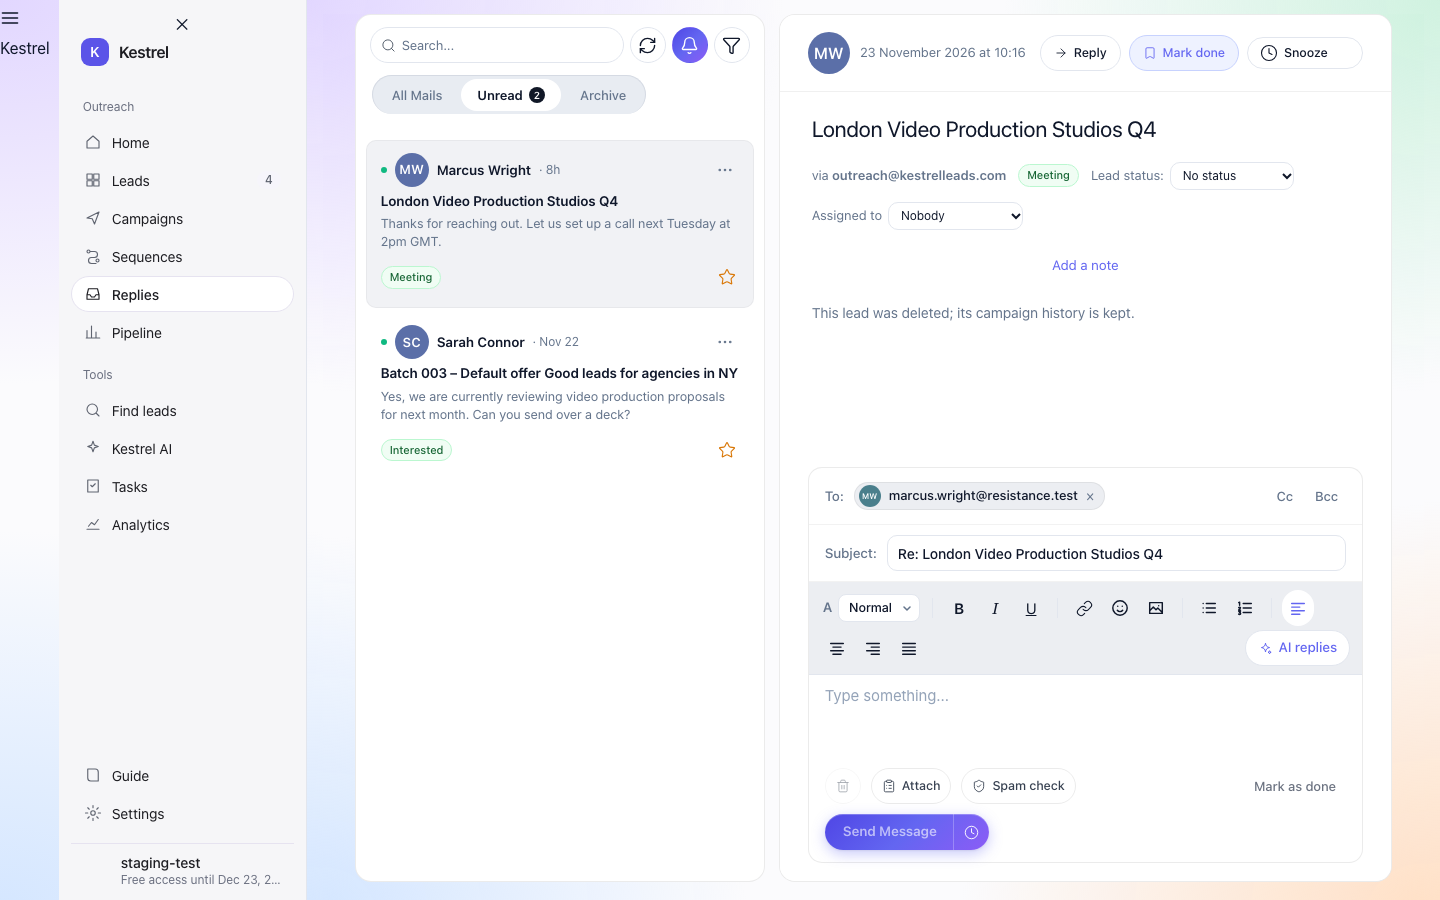 Kestrel
K Kestrel
Outreach
Home
Leads 4
Campaigns
Sequences
Replies
Pipeline
Tools
Find leads
Kestrel AI
Tasks
Analytics
Guide
Settings
staging-test
Free access until Dec 23, 2...
Search...
All Mails Unread 2 Archive
MW Marcus Wright · 8h
London Video Production Studios Q4
Thanks for reaching out. Let us set up a call next Tuesday at
2pm GMT.
Meeting
SC Sarah Connor · Nov 22
Batch 003 – Default offer Good leads for agencies in NY
Yes, we are currently reviewing video production proposals
for next month. Can you send over a deck?
Interested
MW 23 November 2026 at 10:16 Reply Mark done Snooze
London Video Production Studios Q4
via outreach@kestrelleads.com Meeting Lead status: No status
Assigned to Nobody
Add a note
This lead was deleted; its campaign history is kept.
To: MW marcus.wright@resistance.test × Cc Bcc
Subject: Re: London Video Production Studios Q4
A Normal B I U
AI replies
Type something...
Attach Spam check Mark as done
Send Message